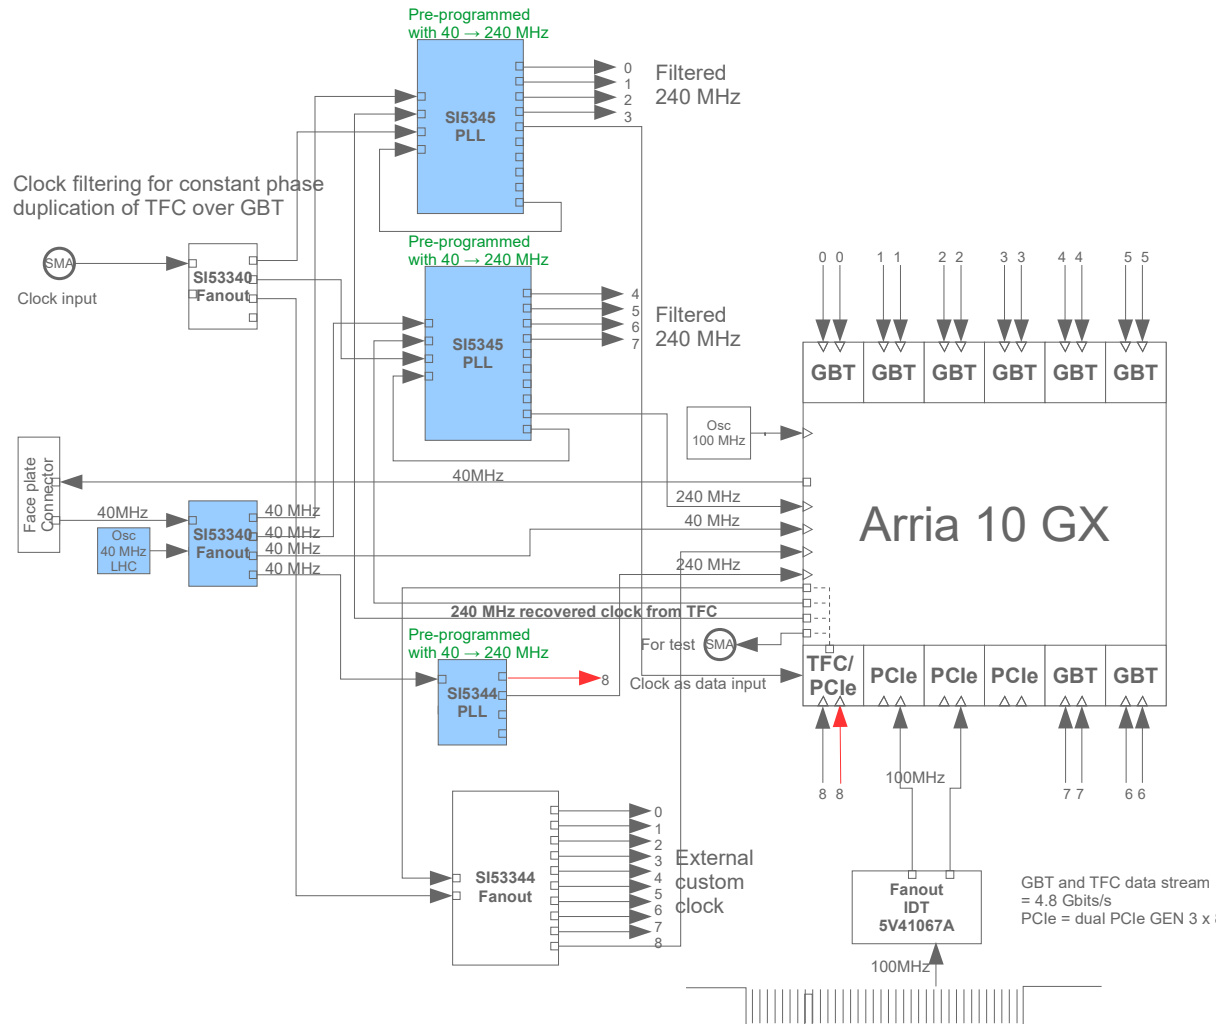 Pre-programmed
with 40 → 240 MHz
SI5345
PLL
0
1
2
3
Filtered
240 MHz
Clock filtering for constant phase
duplication of TFC over GBT
SMA
Clock input
SI53340
Fanout
Pre-programmed
with 40 → 240 MHz
SI5345
PLL
4
5
6
7
Filtered
240 MHz
0 0
1 1
2 2
3 3
4 4
5 5
GBT
GBT
GBT
GBT
GBT
GBT
Osc
100 MHz
Arria 10 GX
Face plate
Connector
40MHz
40MHz
Osc
40 MHz
LHC
SI53340
Fanout
40 MHz
40 MHz
40 MHz
40 MHz
240 MHz
40 MHz
240 MHz
240 MHz recovered clock from TFC
For test
SMA
Clock as data input
Pre-programmed
with 40 → 240 MHz
SI5344
PLL
8
TFC/
PCIe
PCIe
PCIe
PCIe
GBT
GBT
8 8
100MHz
7 7
6 6
SI53344
Fanout
0
1
2
3
4
5
6
7
8
External
custom
clock
Fanout
IDT
5V41067A
100MHz
GBT and TFC data stream
= 4.8 Gbits/s
PCIe = dual PCIe GEN 3 x